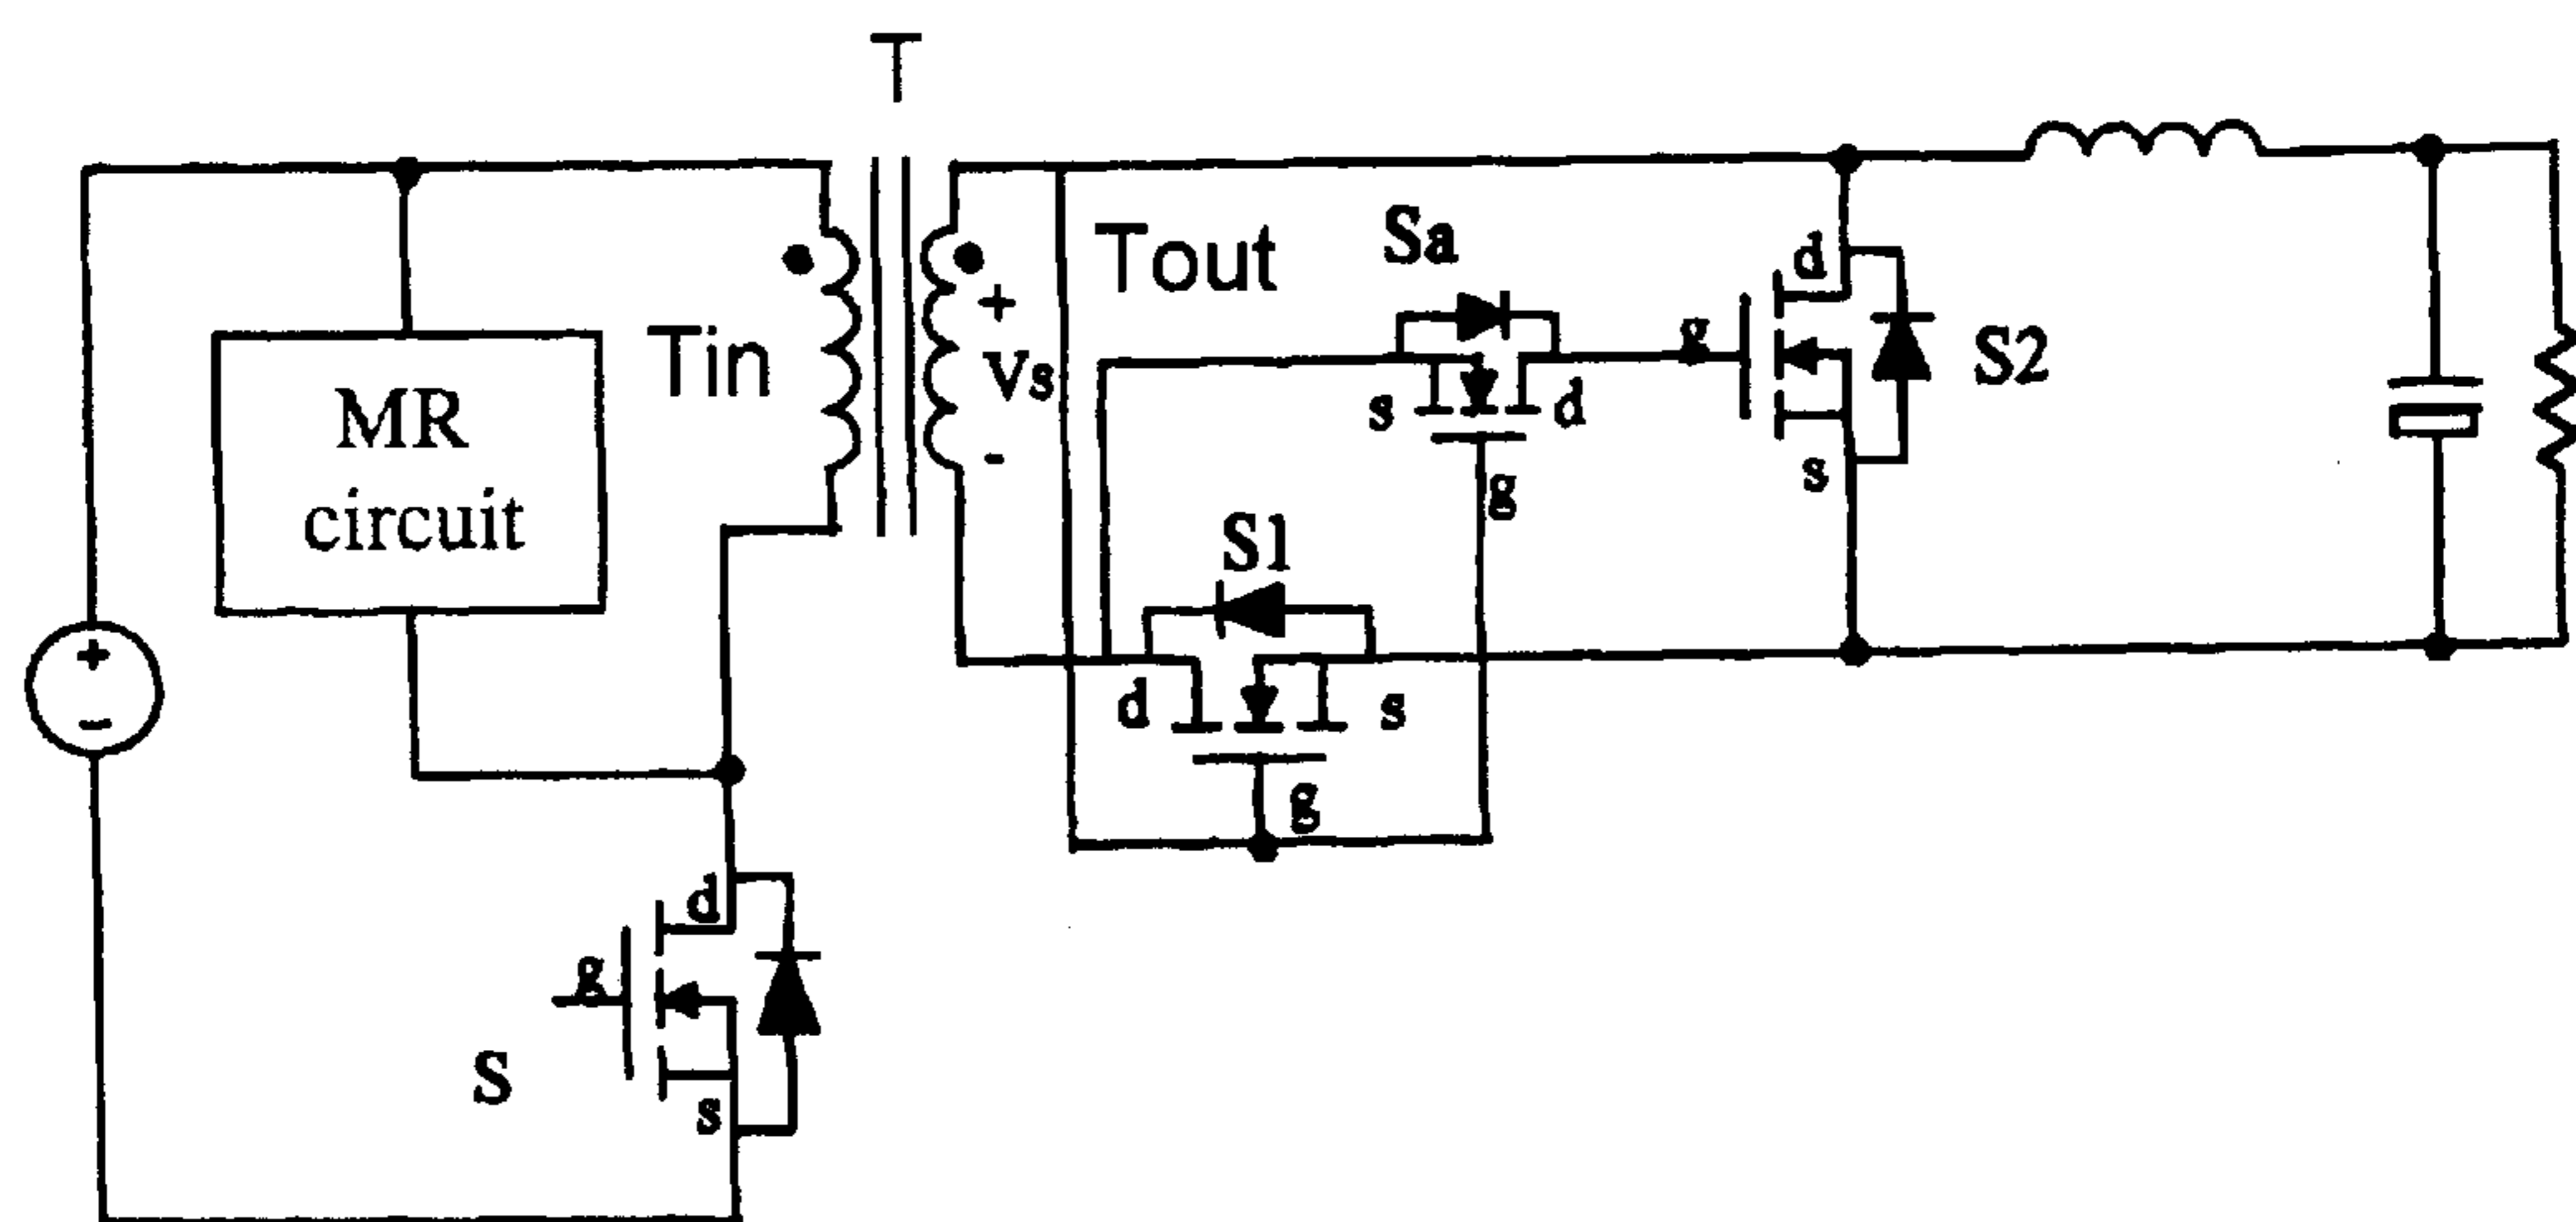 T
Tin
Tout
+
Vs
-
MR
circuit
+
−
Sa
s
d
g
g
d
s
S2
S1
d
s
g
d
g
s
S